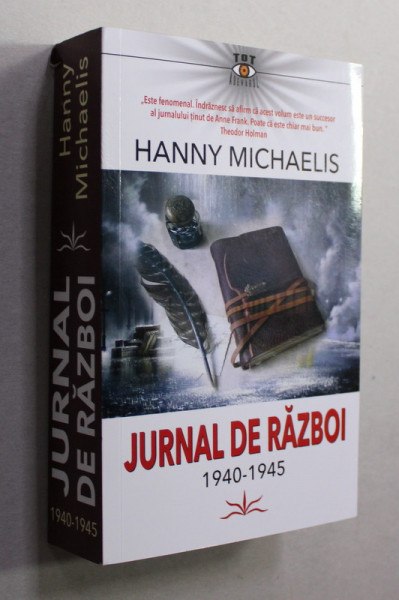 TOT
„Este fenomenal. Îndrăznesc să afirm că acest volum este un succesor
al jurnalului ținut de Anne Frank. Poate că este chiar mai bun.”
Theodor Holman
HANNY MICHAELIS
JURNAL DE RĂZBOI
1940-1945
Hanny
Michaelis
JURNAL
DE RĂZBOI
1940-1945